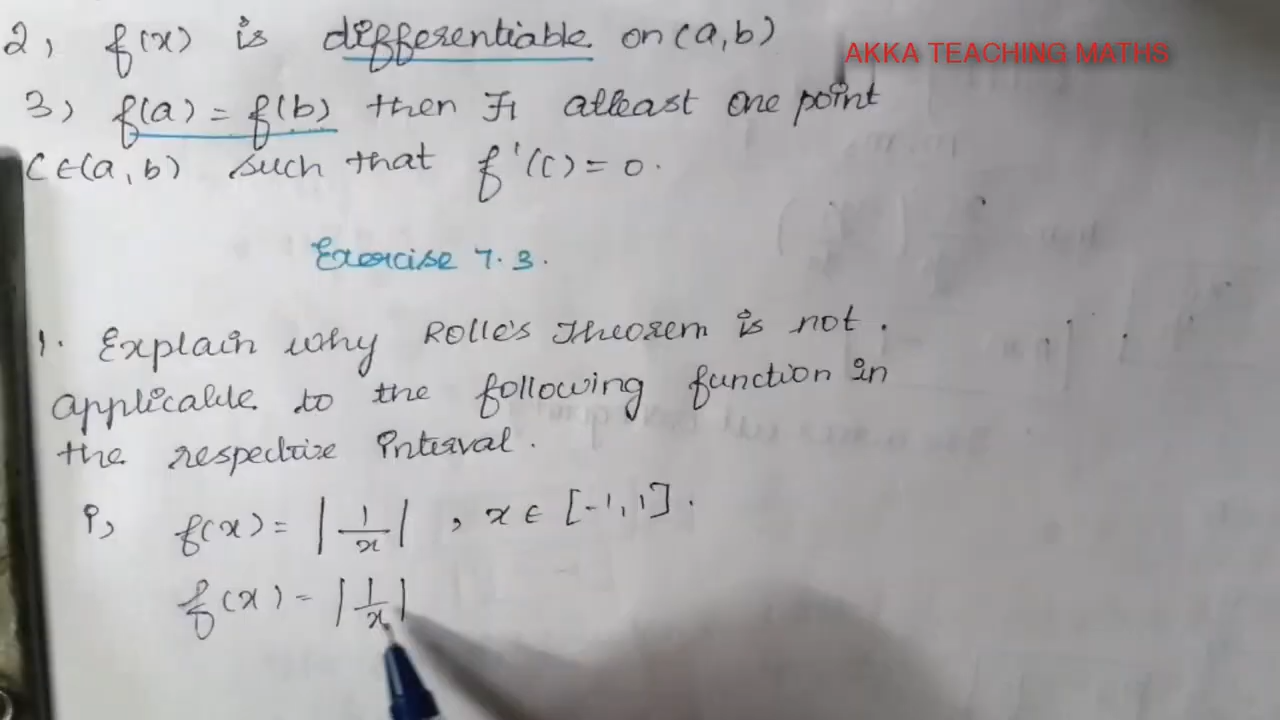 2, f(x) is differentiable on (a,b)
AKKA TEACHING MATHS
3) f(a) = f(b) then ∃ atleast one point
C ∈ (a, b) such that f'(c) = 0.
Exercise 7.3.
1. Explain why Rolle's Theorem is not.
applicable to the following function in
the respective interval.
i, f(x) = |1/x|, x ∈ [-1, 1].
f(x) = |1/x|